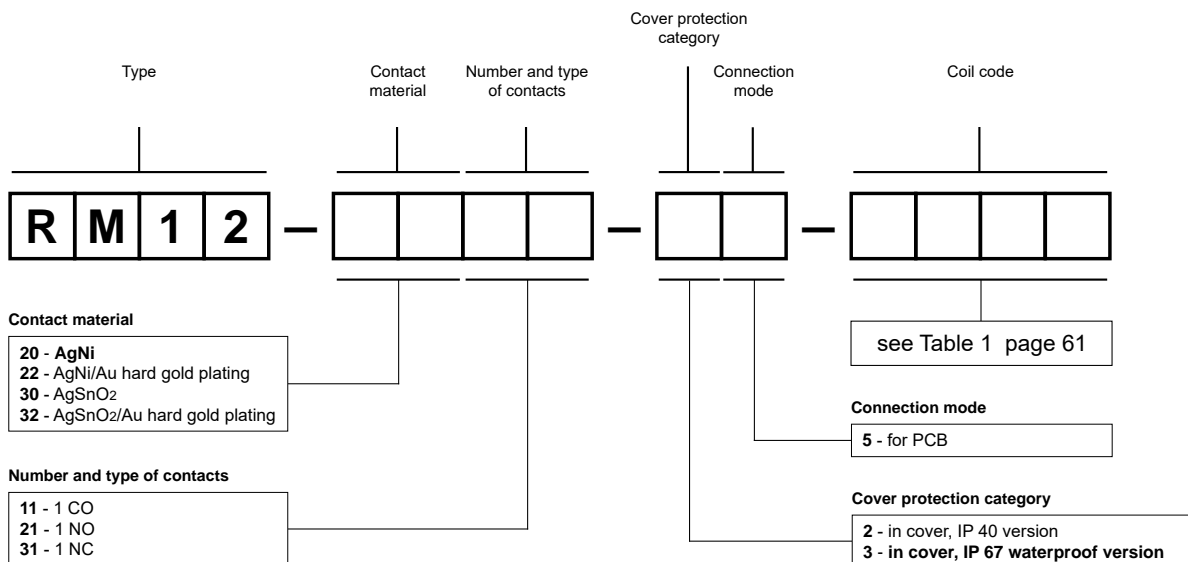 Cover protection
category
Type
Contact
material
Number and type
of contacts
Connection
mode
Coil code
R M 1 2 – – –
Contact material
20 - AgNi
22 - AgNi/Au hard gold plating
30 - AgSnO2
32 - AgSnO2/Au hard gold plating
see Table 1 page 61
Connection mode
5 - for PCB
Number and type of contacts
11 - 1 CO
21 - 1 NO
31 - 1 NC
Cover protection category
2 - in cover, IP 40 version
3 - in cover, IP 67 waterproof version